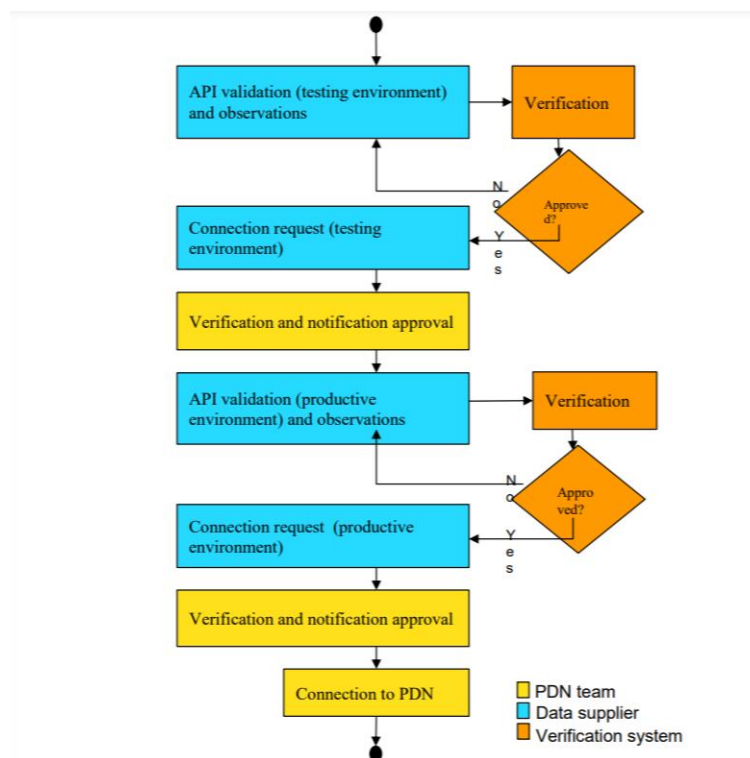 API validation (testing environment)
and observations
Verification
Approve
d?
N
o
Connection request (testing
environment)
Y
e
s
Verification and notification approval
API validation (productive
environment) and observations
Verification
Appro
ved?
N
o
Connection request (productive
environment)
Y
e
s
Verification and notification approval
Connection to PDN
PDN team
Data supplier
Verification system